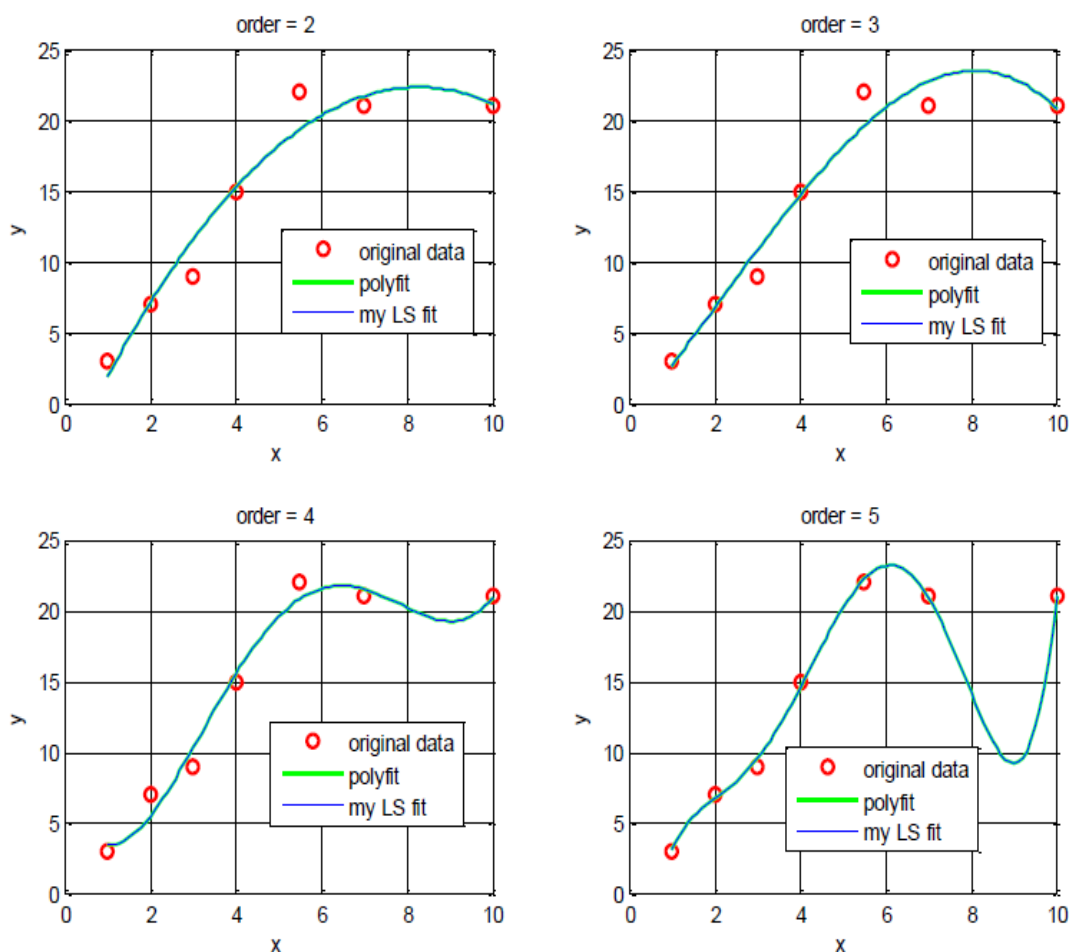 order = 2
25
20
15
10
5
0
y
original data
polyfit
my LS fit
0 2 4 6 8 10
x
order = 3
25
20
15
10
5
0
y
original data
polyfit
my LS fit
0 2 4 6 8 10
x
order = 4
25
20
15
10
5
0
y
original data
polyfit
my LS fit
0 2 4 6 8 10
x
order = 5
25
20
15
10
5
0
y
original data
polyfit
my LS fit
0 2 4 6 8 10
x